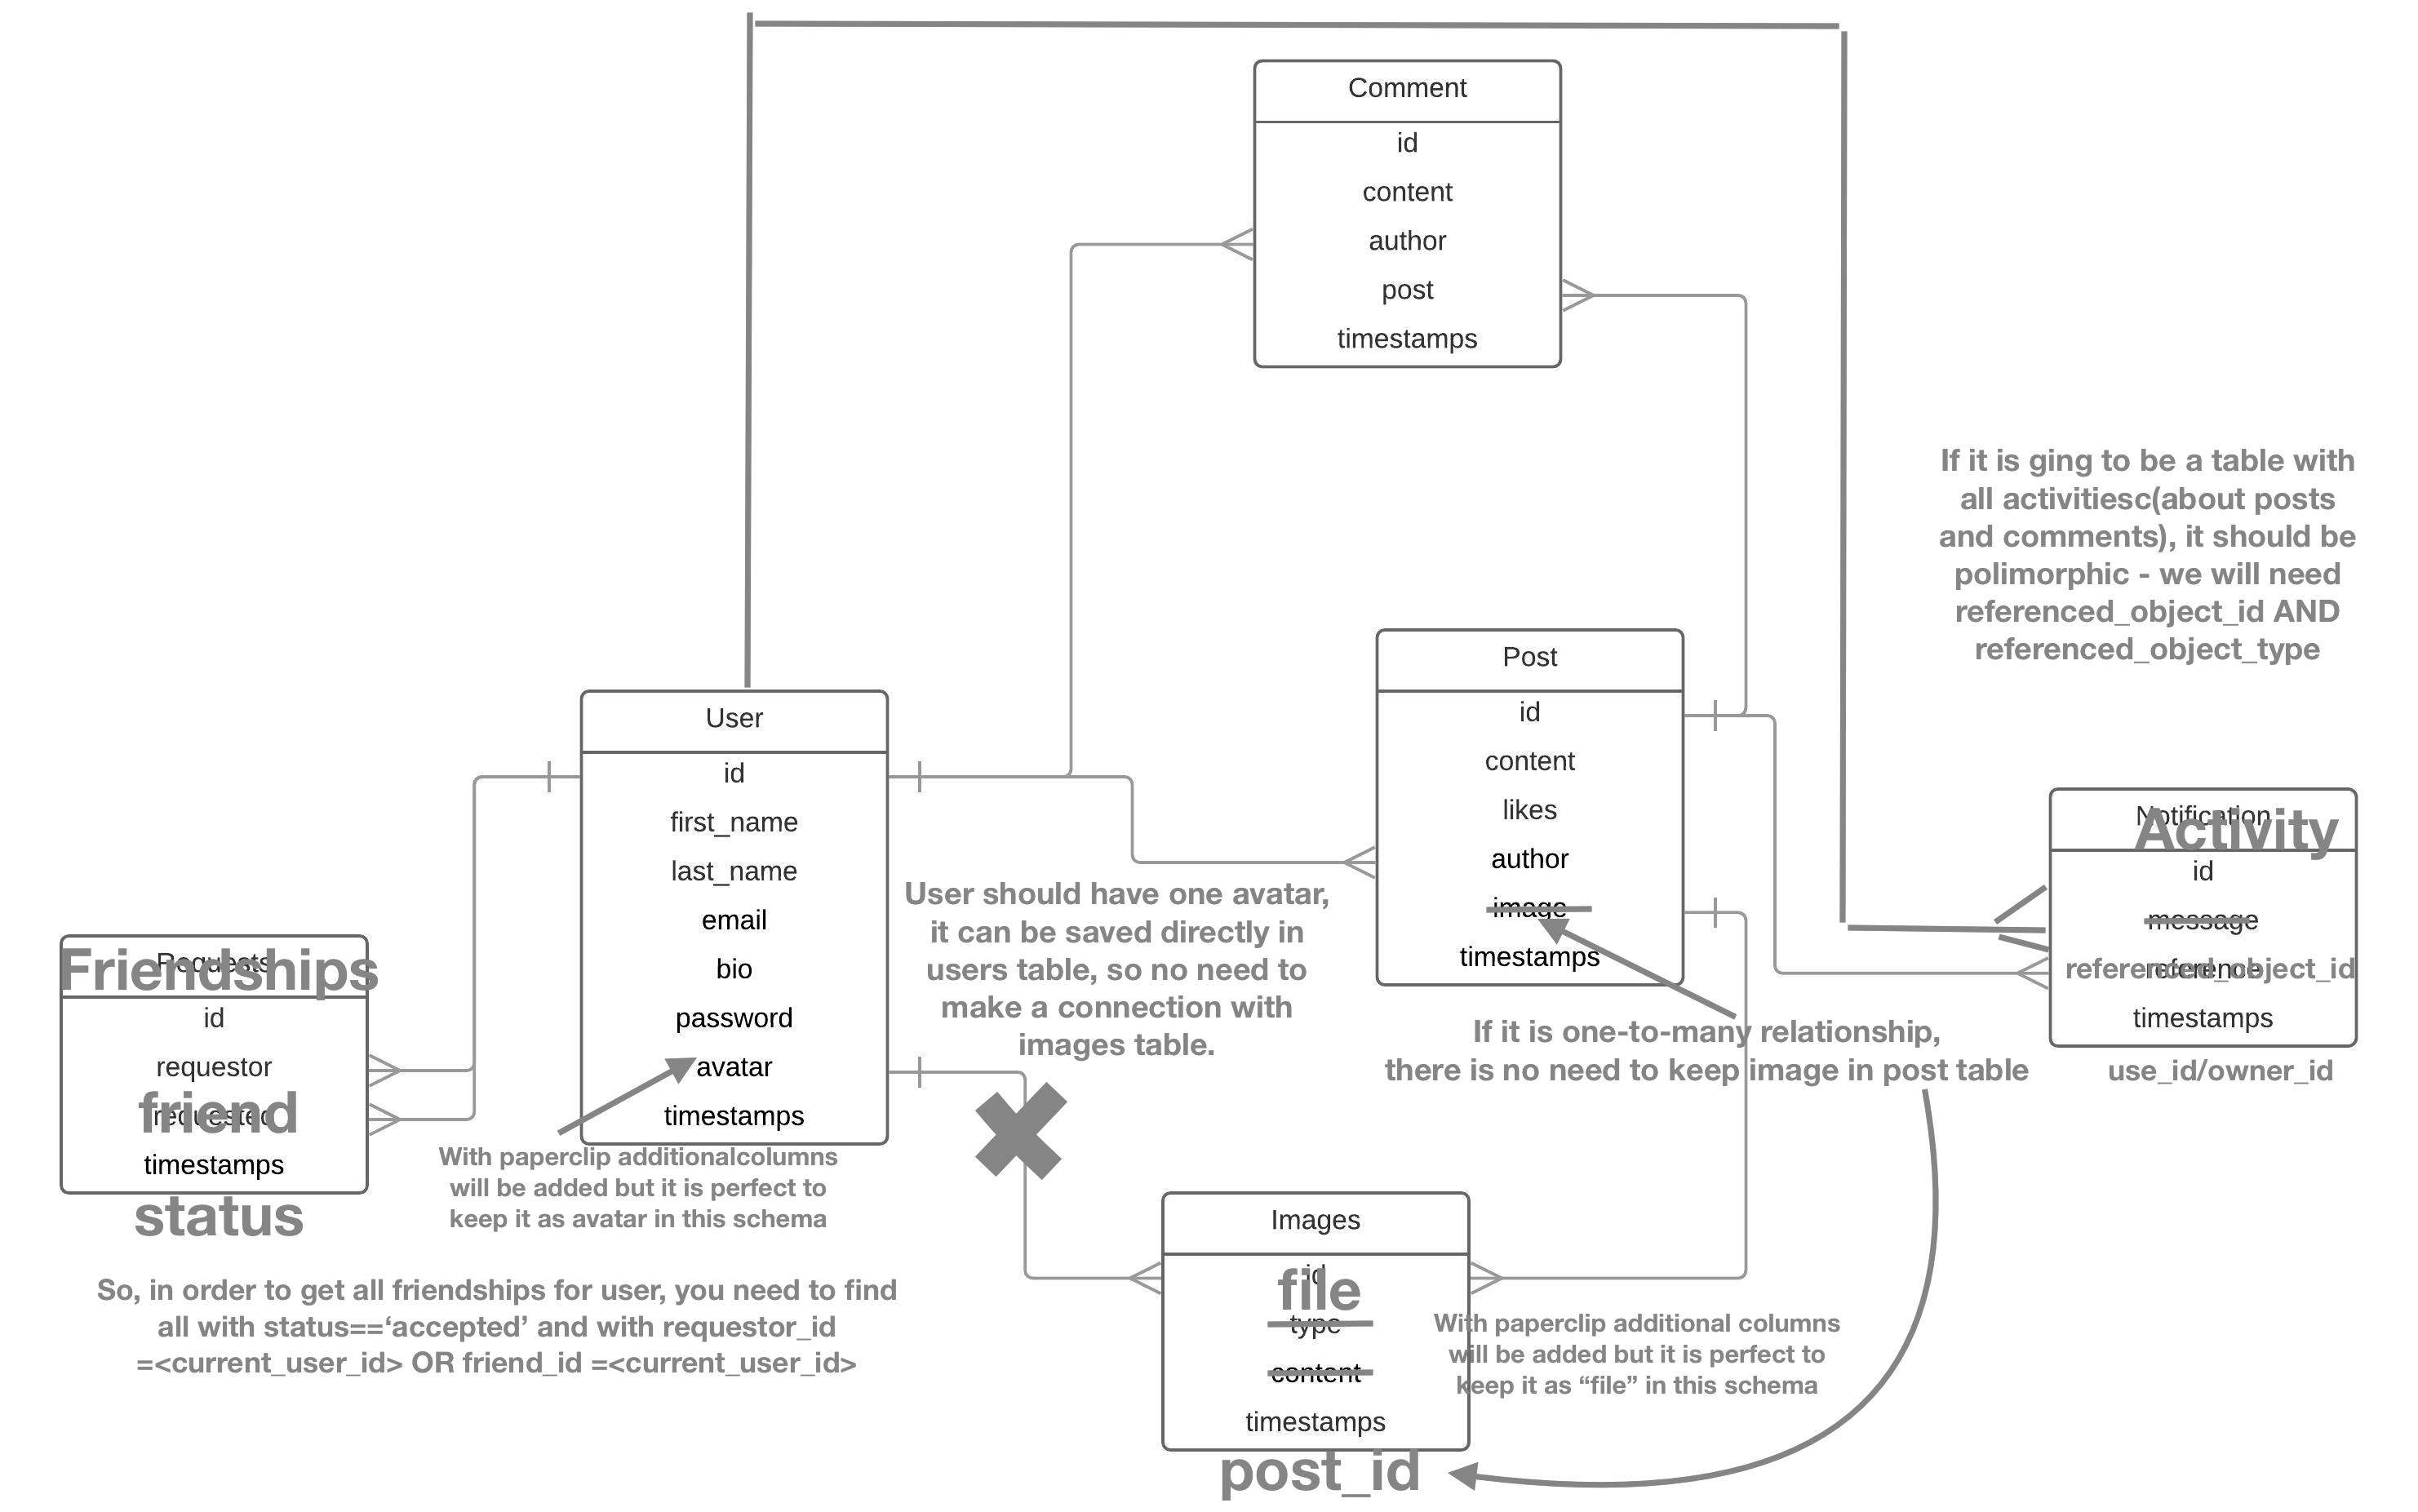 Comment
id
content
author
post
timestamps
If it is ging to be a table with
all activitiesc(about posts
and comments), it should be
polimorphic - we will need
referenced_object_id AND
referenced_object_type
Post
id
content
likes
author
image
timestamps
User
id
first_name
last_name
email
bio
password
avatar
timestamps
User should have one avatar,
it can be saved directly in
users table, so no need to
make a connection with
images table.
Notification
Activity
id
message
reference
referenced_object_id
timestamps
use_id/owner_id
If it is one-to-many relationship,
there is no need to keep image in post table
Requests
Friendships
id
requestor
requested
friend
timestamps
status
With paperclip additionalcolumns
will be added but it is perfect to
keep it as avatar in this schema
So, in order to get all friendships for user, you need to find
all with status==‘accepted’ and with requestor_id
=<current_user_id> OR friend_id =<current_user_id>
Images
id
file
type
content
timestamps
post_id
With paperclip additional columns
will be added but it is perfect to
keep it as “file” in this schema